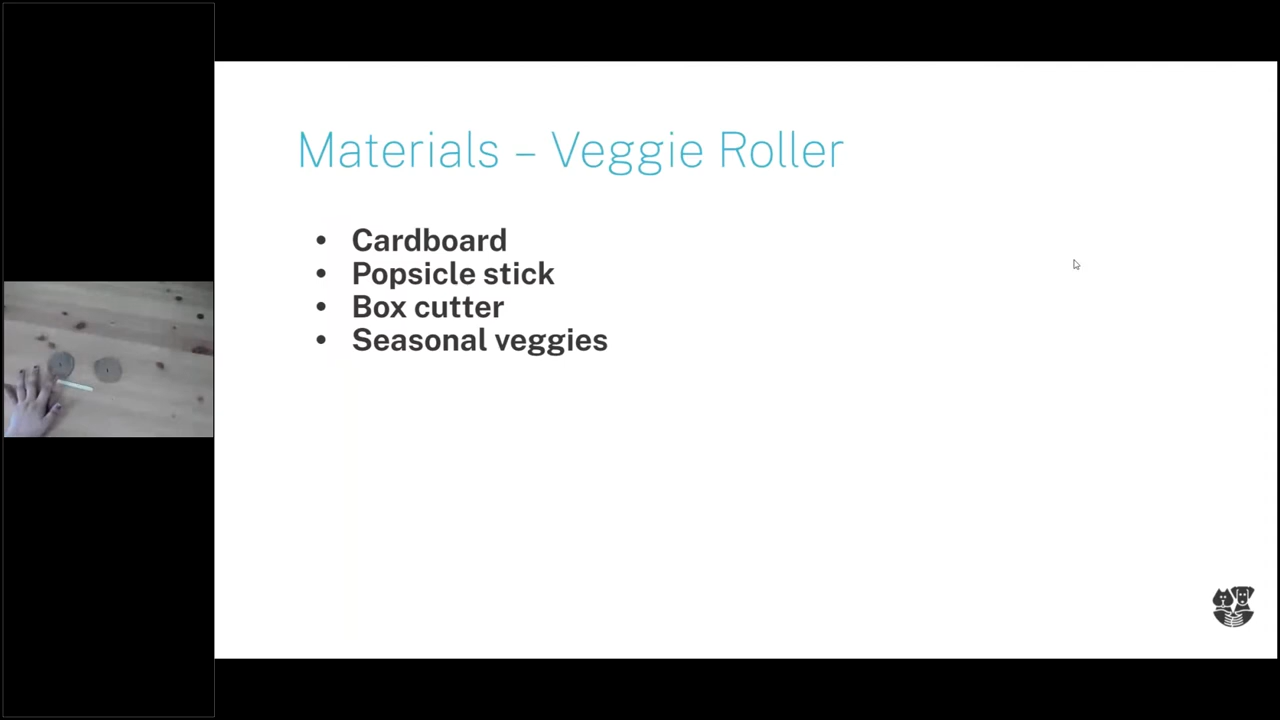 Materials – Veggie Roller
• Cardboard
• Popsicle stick
• Box cutter
• Seasonal veggies